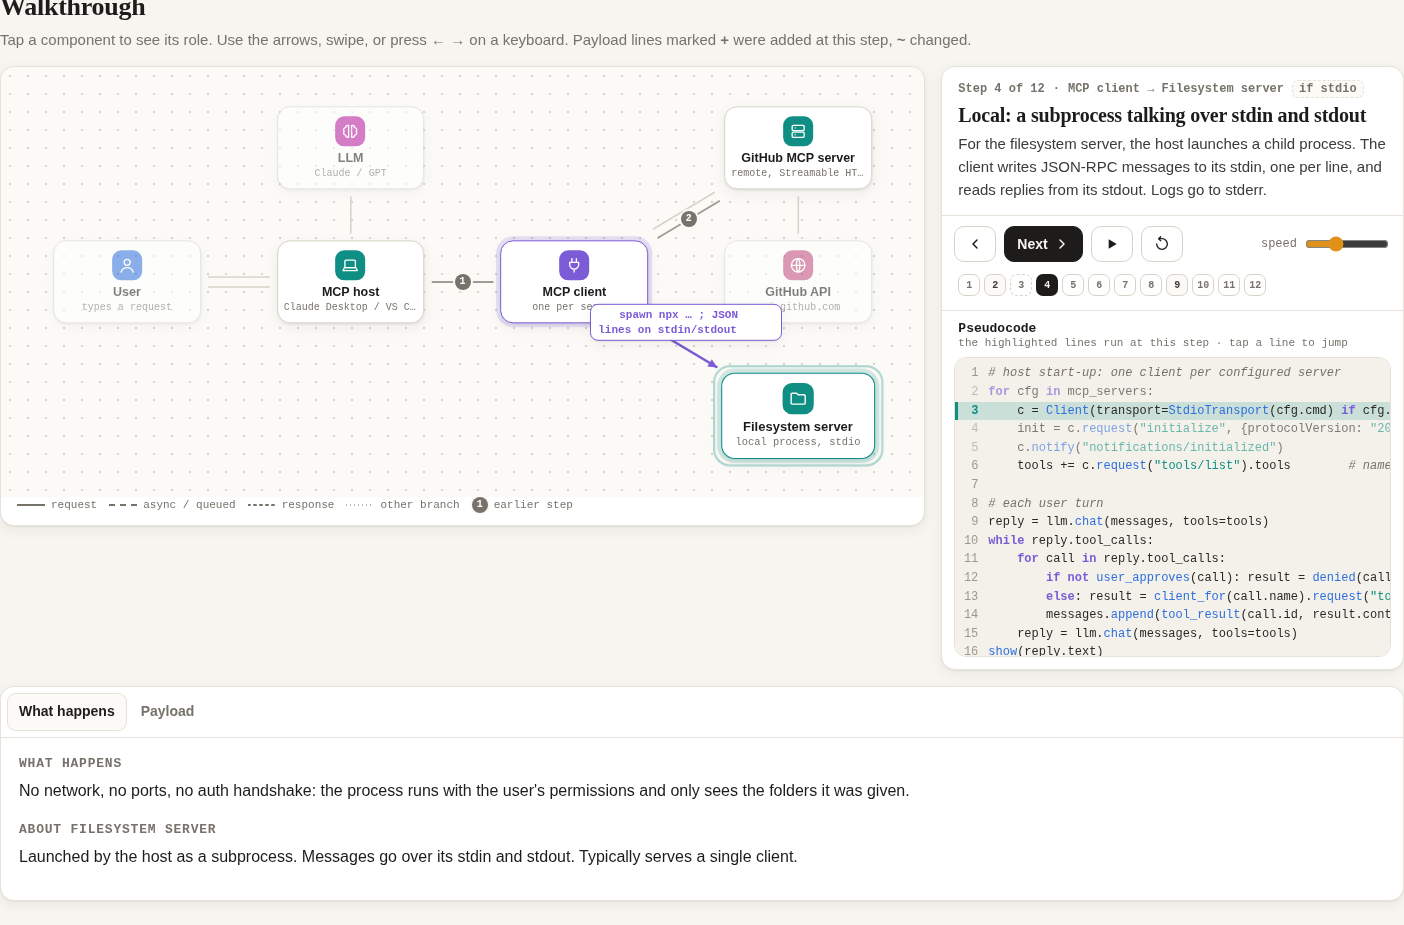 Walkthrough
Tap a component to see its role. Use the arrows, swipe, or press ← → on a keyboard. Payload lines marked + were added at this step, ~ changed.
LLM
Claude / GPT
GitHub MCP server
remote, Streamable HT…
2
User
types a request
MCP host
Claude Desktop / VS C…
1
MCP client
one per se
GitHub API
github.com
spawn npx … ; JSON
lines on stdin/stdout
Filesystem server
local process, stdio
request
async / queued
response
other branch
1 earlier step
Step 4 of 12 · MCP client → Filesystem server if stdio
Local: a subprocess talking over stdin and stdout
For the filesystem server, the host launches a child process. The
client writes JSON-RPC messages to its stdin, one per line, and
reads replies from its stdout. Logs go to stderr.
Next
speed
1 2 3 4 5 6 7 8 9 10 11 12
Pseudocode
the highlighted lines run at this step · tap a line to jump
1 # host start-up: one client per configured server
2 for cfg in mcp_servers:
3 c = Client(transport=StdioTransport(cfg.cmd) if cfg.
4 init = c.request("initialize", {protocolVersion: "20
5 c.notify("notifications/initialized")
6 tools += c.request("tools/list").tools # name
7
8 # each user turn
9 reply = llm.chat(messages, tools=tools)
10 while reply.tool_calls:
11 for call in reply.tool_calls:
12 if not user_approves(call): result = denied(call
13 else: result = client_for(call.name).request("to
14 messages.append(tool_result(call.id, result.cont
15 reply = llm.chat(messages, tools=tools)
16 show(reply.text)
What happens
Payload
WHAT HAPPENS
No network, no ports, no auth handshake: the process runs with the user's permissions and only sees the folders it was given.
ABOUT FILESYSTEM SERVER
Launched by the host as a subprocess. Messages go over its stdin and stdout. Typically serves a single client.